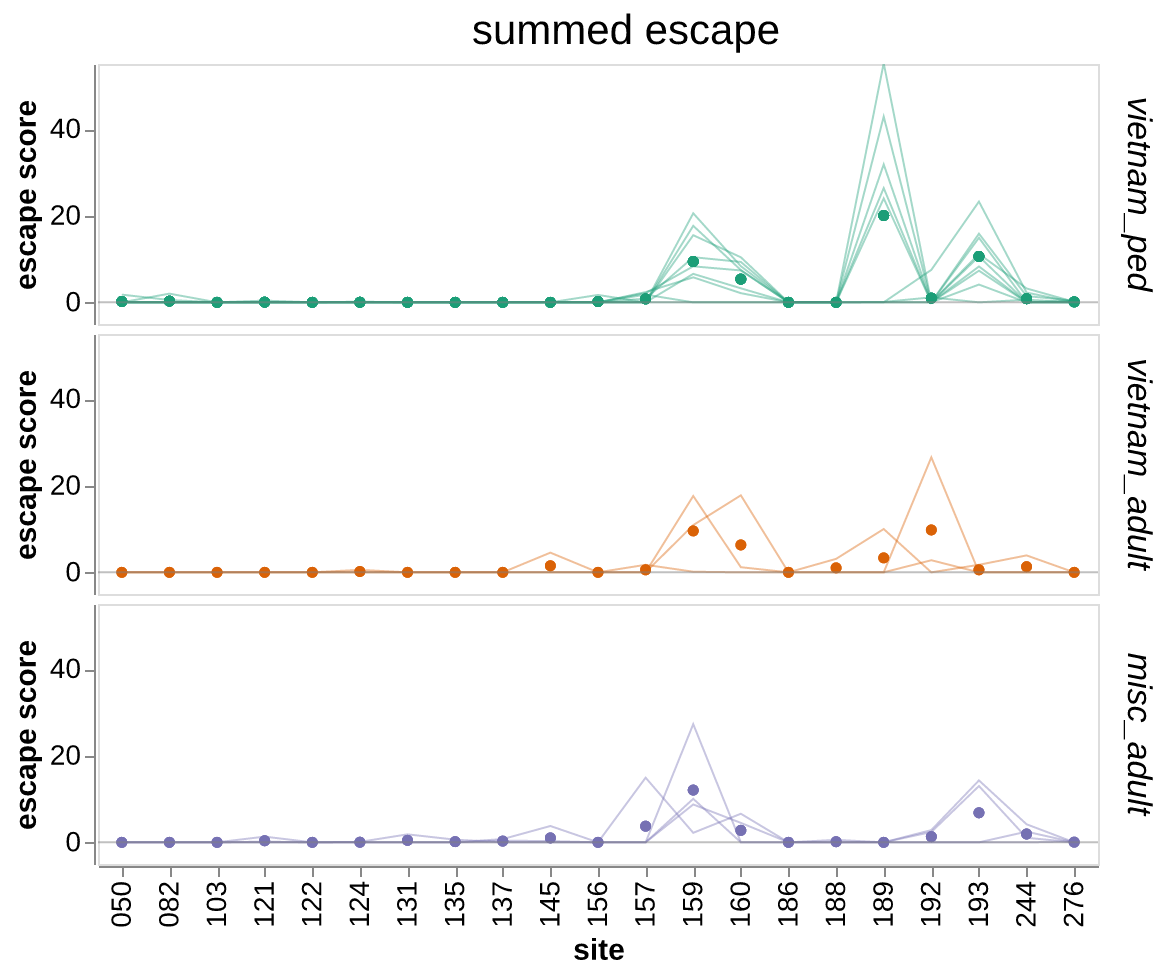 summed escape
escape score
40
20
0
vietnam_ped
escape score
40
20
0
vietnam_adult
escape score
40
20
0
misc_adult
050 082 103 121 122 124 131 135 137 145 156 157 159 160 186 188 189 192 193 244 276
site